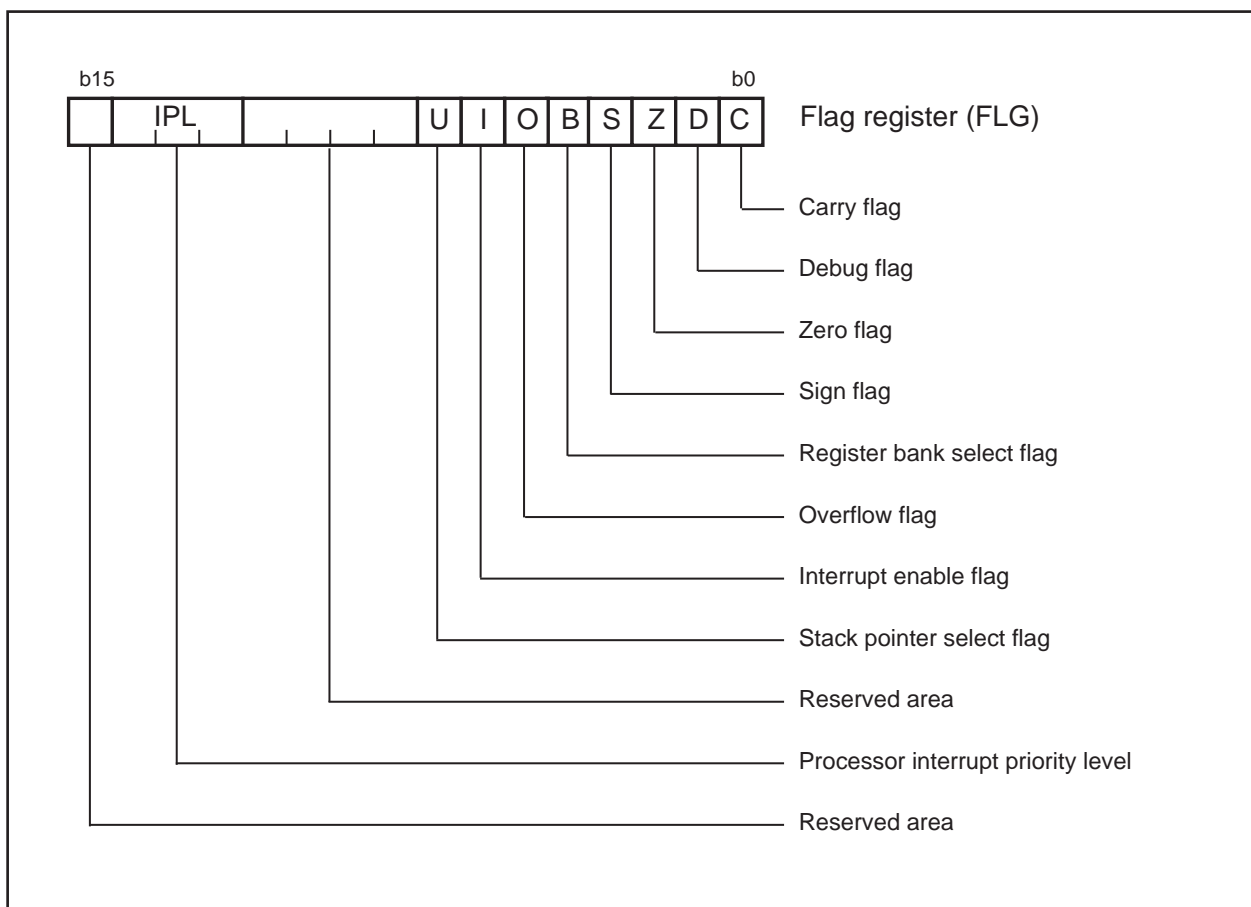 b15 b0
IPL U I O B S Z D C Flag register (FLG)
Carry flag
Debug flag
Zero flag
Sign flag
Register bank select flag
Overflow flag
Interrupt enable flag
Stack pointer select flag
Reserved area
Processor interrupt priority level
Reserved area